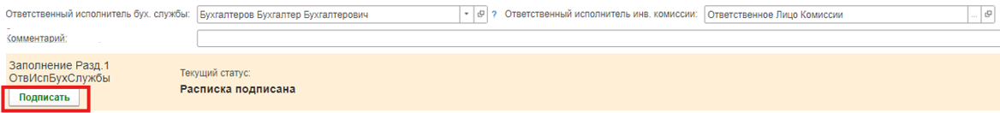 Ответственный исполнитель бух. службы: Бухгалтеров Бухгалтер Бухгалтерович ? Ответственный исполнитель инв. комиссии: Ответственное Лицо Комиссии ...
Комментарий:
Заполнение Разд.1
ОтвИспБухСлужбы
Текущий статус:
Расписка подписана
Подписать